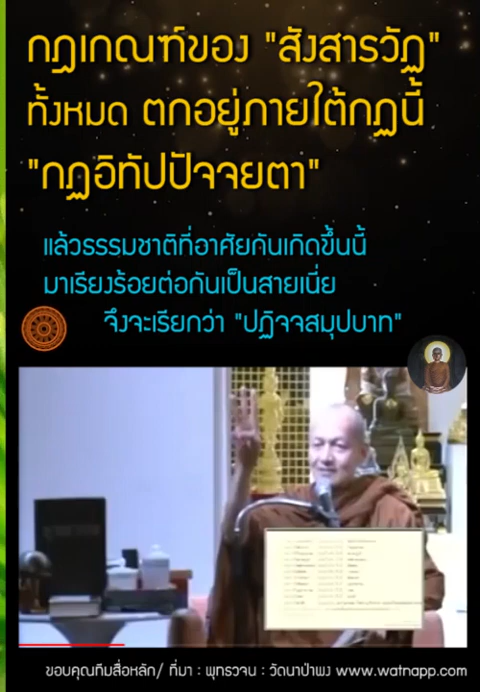 กฎเกณฑ์ของ "สังสารวัฏ"
ทั้งหมด ตกอยู่ภายใต้กฎนี้
"กฎอิทัปปัจจยตา"
แล้วธรรมชาติที่อาศัยกันเกิดขึ้นนี้
มาเรียงร้อยต่อกันเป็นสายเนี่ย
จึงจะเรียกว่า "ปฏิจจสมุปบาท"
ขอบคุณทีมสื่อหลัก/ ที่มา : พุทธวจน : วัดนาป่าพง www.watnapp.com